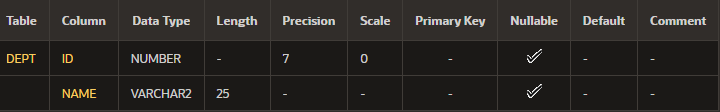 Table Column Data Type Length Precision Scale Primary Key Nullable Default Comment
DEPT ID NUMBER - 7 0 - ✓ - -
NAME VARCHAR2 25 - - - ✓ - -